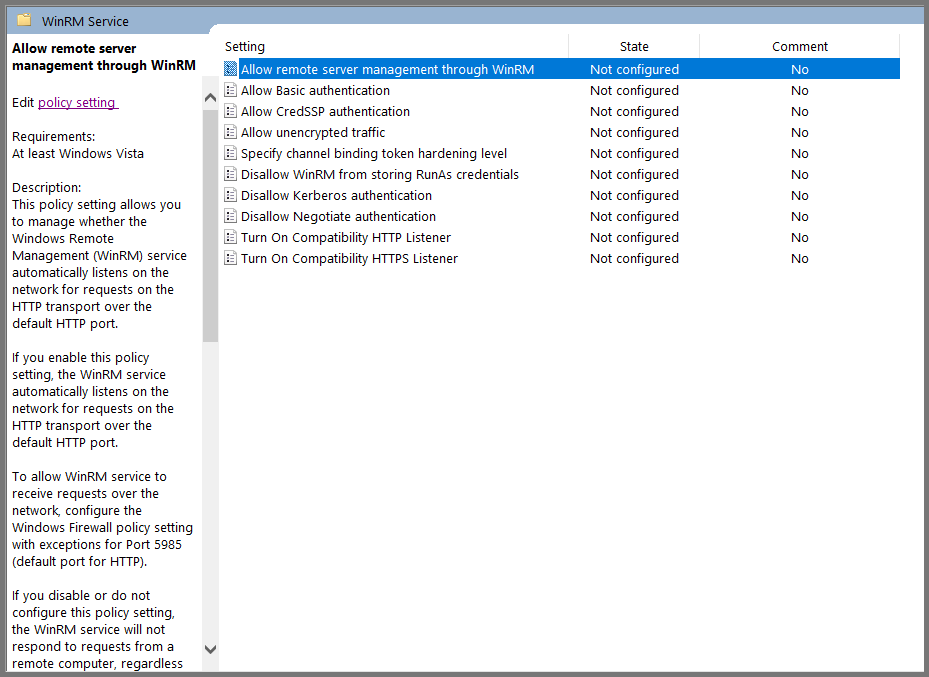 WinRM Service
Allow remote server
management through WinRM
Edit policy setting
Requirements:
At least Windows Vista
Description:
This policy setting allows you
to manage whether the
Windows Remote
Management (WinRM) service
automatically listens on the
network for requests on the
HTTP transport over the
default HTTP port.
If you enable this policy
setting, the WinRM service
automatically listens on the
network for requests on the
HTTP transport over the
default HTTP port.
To allow WinRM service to
receive requests over the
network, configure the
Windows Firewall policy setting
with exceptions for Port 5985
(default port for HTTP).
If you disable or do not
configure this policy setting,
the WinRM service will not
respond to requests from a
remote computer, regardless
Setting State Comment
Allow remote server management through WinRM Not configured No
Allow Basic authentication Not configured No
Allow CredSSP authentication Not configured No
Allow unencrypted traffic Not configured No
Specify channel binding token hardening level Not configured No
Disallow WinRM from storing RunAs credentials Not configured No
Disallow Kerberos authentication Not configured No
Disallow Negotiate authentication Not configured No
Turn On Compatibility HTTP Listener Not configured No
Turn On Compatibility HTTPS Listener Not configured No